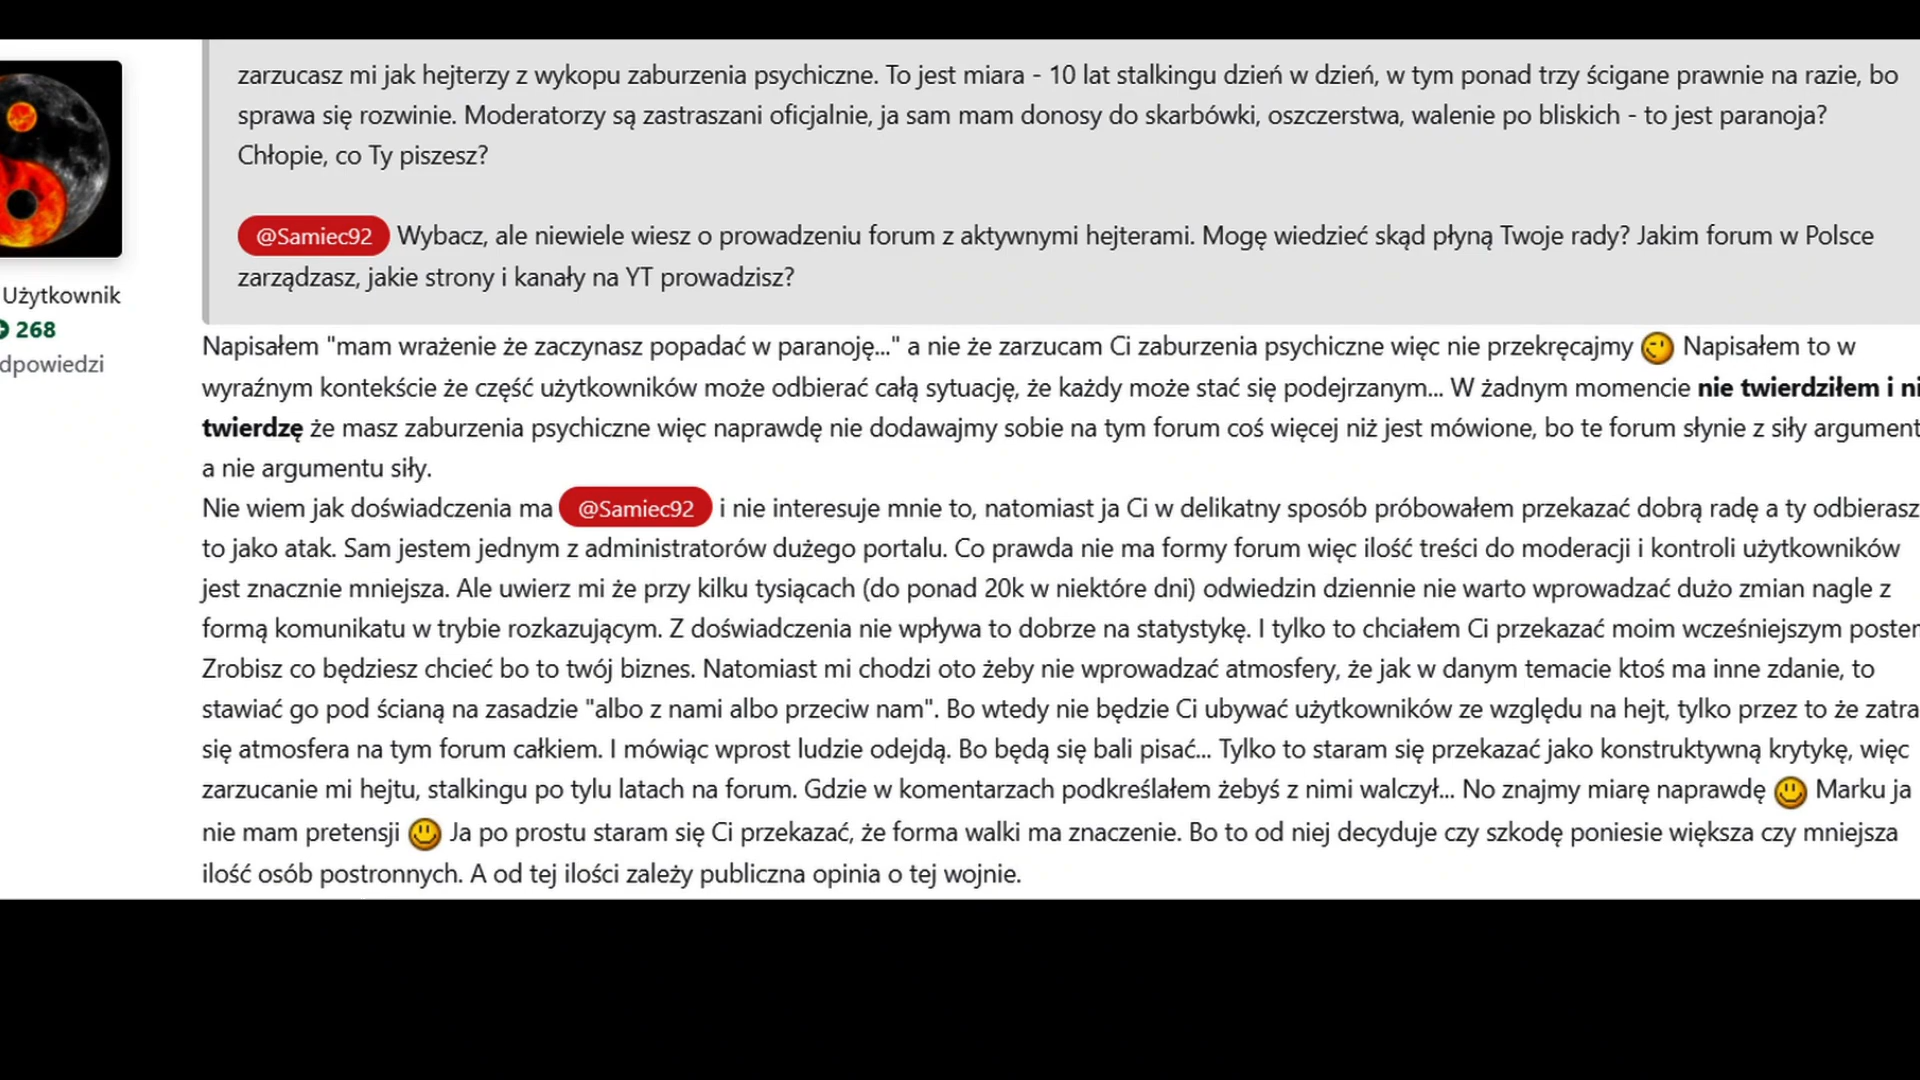 zarzucasz mi jak hejterzy z wykopu zaburzenia psychiczne. To jest miara - 10 lat stalkingu dzień w dzień, w tym ponad trzy ścigane prawnie na razie, bo
sprawa się rozwinie. Moderatorzy są zastraszani oficjalnie, ja sam mam donosy do skarbówki, oszczerstwa, walenie po bliskich - to jest paranoja?
Chłopie, co Ty piszesz?
@Samiec92 Wybacz, ale niewiele wiesz o prowadzeniu forum z aktywnymi hejterami. Mogę wiedzieć skąd płyną Twoje rady? Jakim forum w Polsce
zarządzasz, jakie strony i kanały na YT prowadzisz?
Użytkownik
268
dpowiedzi
Napisałem "mam wrażenie że zaczynasz popadać w paranoję..." a nie że zarzucam Ci zaburzenia psychiczne więc nie przekręcajmy Napisałem to w
wyraźnym kontekście że część użytkowników może odbierać całą sytuację, że każdy może stać się podejrzanym... W żadnym momencie nie twierdziłem i ni
twierdzę że masz zaburzenia psychiczne więc naprawdę nie dodawajmy sobie na tym forum coś więcej niż jest mówione, bo te forum słynie z siły argument
a nie argumentu siły.
Nie wiem jak doświadczenia ma @Samiec92 i nie interesuje mnie to, natomiast ja Ci w delikatny sposób próbowałem przekazać dobrą radę a ty odbierasz
to jako atak. Sam jestem jednym z administratorów dużego portalu. Co prawda nie ma formy forum więc ilość treści do moderacji i kontroli użytkowników
jest znacznie mniejsza. Ale uwierz mi że przy kilku tysiącach (do ponad 20k w niektóre dni) odwiedzin dziennie nie warto wprowadzać dużo zmian nagle z
formą komunikatu w trybie rozkazującym. Z doświadczenia nie wpływa to dobrze na statystykę. I tylko to chciałem Ci przekazać moim wcześniejszym poster
Zrobisz co będziesz chcieć bo to twój biznes. Natomiast mi chodzi oto żeby nie wprowadzać atmosfery, że jak w danym temacie ktoś ma inne zdanie, to
stawiać go pod ścianą na zasadzie "albo z nami albo przeciw nam". Bo wtedy nie będzie Ci ubywać użytkowników ze względu na hejt, tylko przez to że zatra
się atmosfera na tym forum całkiem. I mówiąc wprost ludzie odejdą. Bo będą się bali pisać... Tylko to staram się przekazać jako konstruktywną krytykę, więc
zarzucanie mi hejtu, stalkingu po tylu latach na forum. Gdzie w komentarzach podkreślałem żebyś z nimi walczył... No znajmy miarę naprawdę Marku ja
nie mam pretensji Ja po prostu staram się Ci przekazać, że forma walki ma znaczenie. Bo to od niej decyduje czy szkodę poniesie większa czy mniejsza
ilość osób postronnych. A od tej ilości zależy publiczna opinia o tej wojnie.